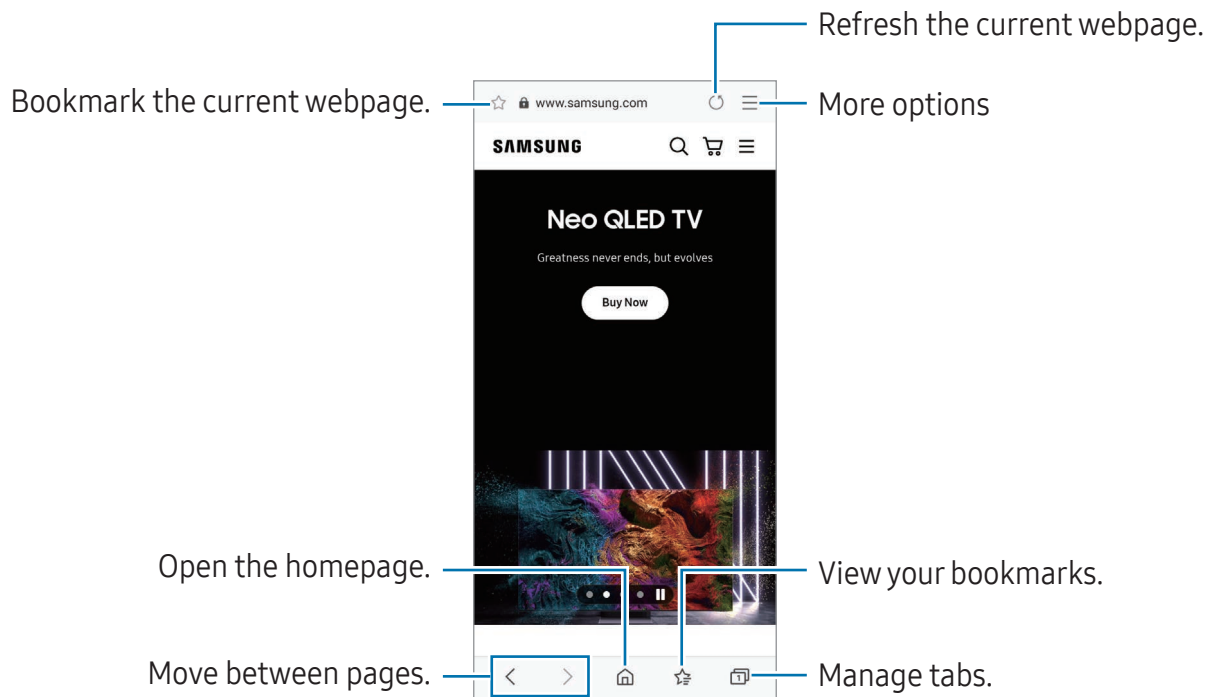 Refresh the current webpage.
Bookmark the current webpage.
www.samsung.com
More options
SAMSUNG
Neo QLED TV
Greatness never ends, but evolves
Buy Now
Open the homepage.
View your bookmarks.
Move between pages.
1
Manage tabs.